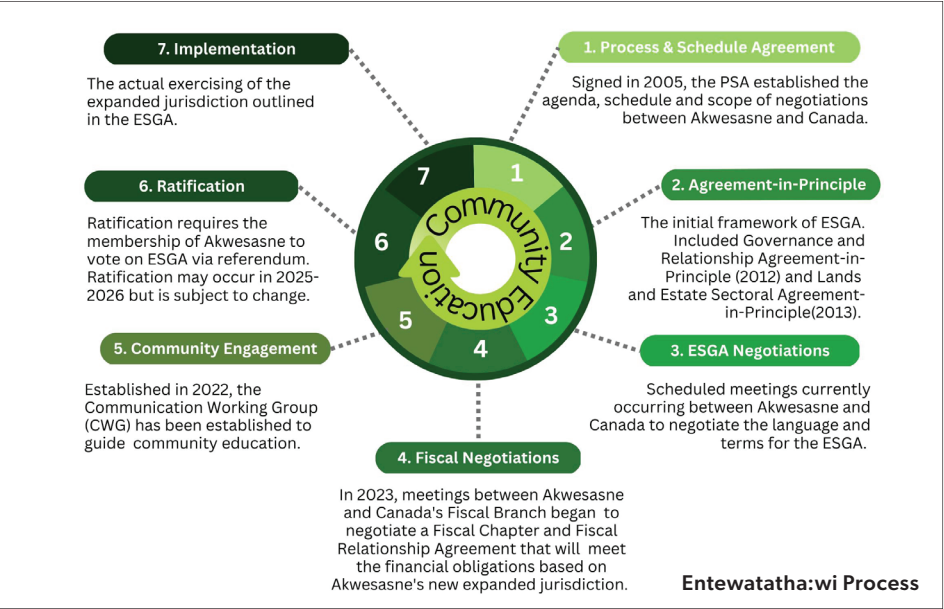 1. Process & Schedule Agreement
Signed in 2005, the PSA established the
agenda, schedule and scope of negotiations
between Akwesasne and Canada.
2. Agreement-in-Principle
The initial framework of ESGA.
Included Governance and
Relationship Agreement-in-
Principle (2012) and Lands
and Estate Sectoral Agreement-
in-Principle(2013).
3. ESGA Negotiations
Scheduled meetings currently
occurring between Akwesasne and
Canada to negotiate the language and
terms for the ESGA.
4. Fiscal Negotiations
In 2023, meetings between Akwesasne
and Canada's Fiscal Branch began to
negotiate a Fiscal Chapter and Fiscal
Relationship Agreement that will meet
the financial obligations based on
Akwesasne's new expanded jurisdiction.
5. Community Engagement
Established in 2022, the
Communication Working Group
(CWG) has been established to
guide community education.
6. Ratification
Ratification requires the
membership of Akwesasne to
vote on ESGA via referendum.
Ratification may occur in 2025-
2026 but is subject to change.
7. Implementation
The actual exercising of the
expanded jurisdiction outlined
in the ESGA.
1
2
3
4
5
6
7
Community Education
Entewatatha:wi Process